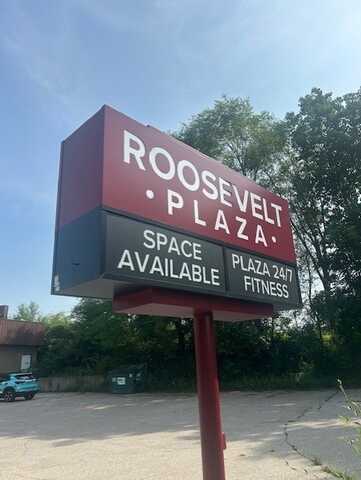 ROOSEVELT
• PLAZA •
SPACE
AVAILABLE
PLAZA 24/7
FITNESS